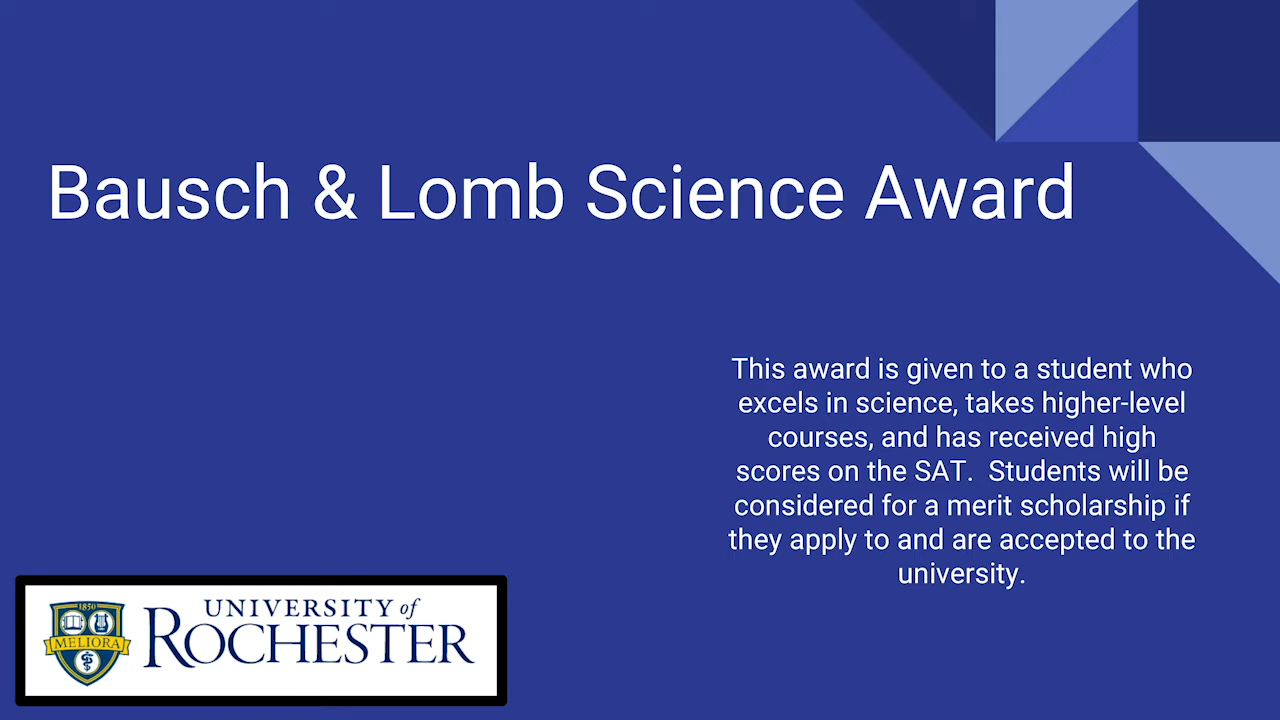 Bausch & Lomb Science Award
This award is given to a student who
excels in science, takes higher-level
courses, and has received high
scores on the SAT.  Students will be
considered for a merit scholarship if
they apply to and are accepted to the
university.
1850
MELIORA
UNIVERSITY of
ROCHESTER